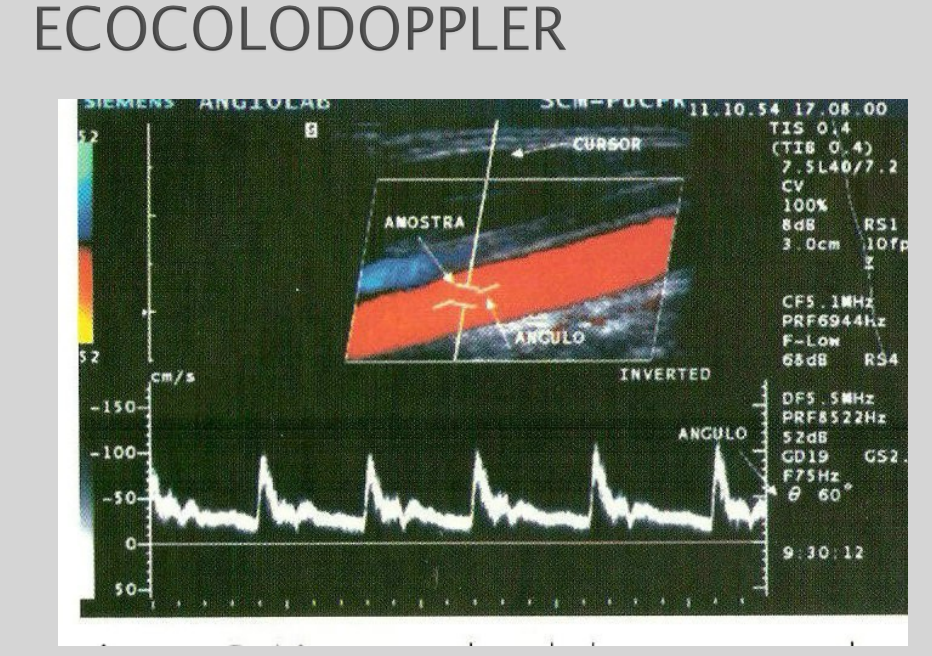 ECOCOLODOPPLER
SIEMENS ANGIOLAB SCM-PUCPR
11.10.54 17.08.00
52
S
CURSOR
TIS 0.4
(TIB 0.4)
7.5L40/7.2
CV
100%
8dB RS1
3.0cm 10fp
z
AMOSTRA
ANGULO
CF5.1MHz
PRF6944Hz
F-Low
68dB RS4
52
cm/s
INVERTED
-150
-100
-50
0
50
DF5.5MHz
PRF8522Hz
52dB
GD19 GS2.
F75Hz
ANGULO
θ 60°
9:30:12